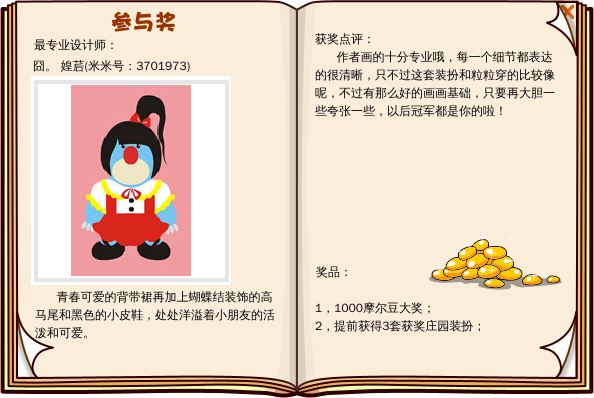 参与奖
最专业设计师：
囧。 媓萿(米米号：3701973)
青春可爱的背带裙再加上蝴蝶结装饰的高
马尾和黑色的小皮鞋，处处洋溢着小朋友的活
泼和可爱。
获奖点评：
作者画的十分专业哦，每一个细节都表达
的很清晰，只不过这套装扮和粒粒穿的比较像
呢，不过有那么好的画画基础，只要再大胆一
些夸张一些，以后冠军都是你的啦！
奖品：
1，1000摩尔豆大奖；
2，提前获得3套获奖庄园装扮；